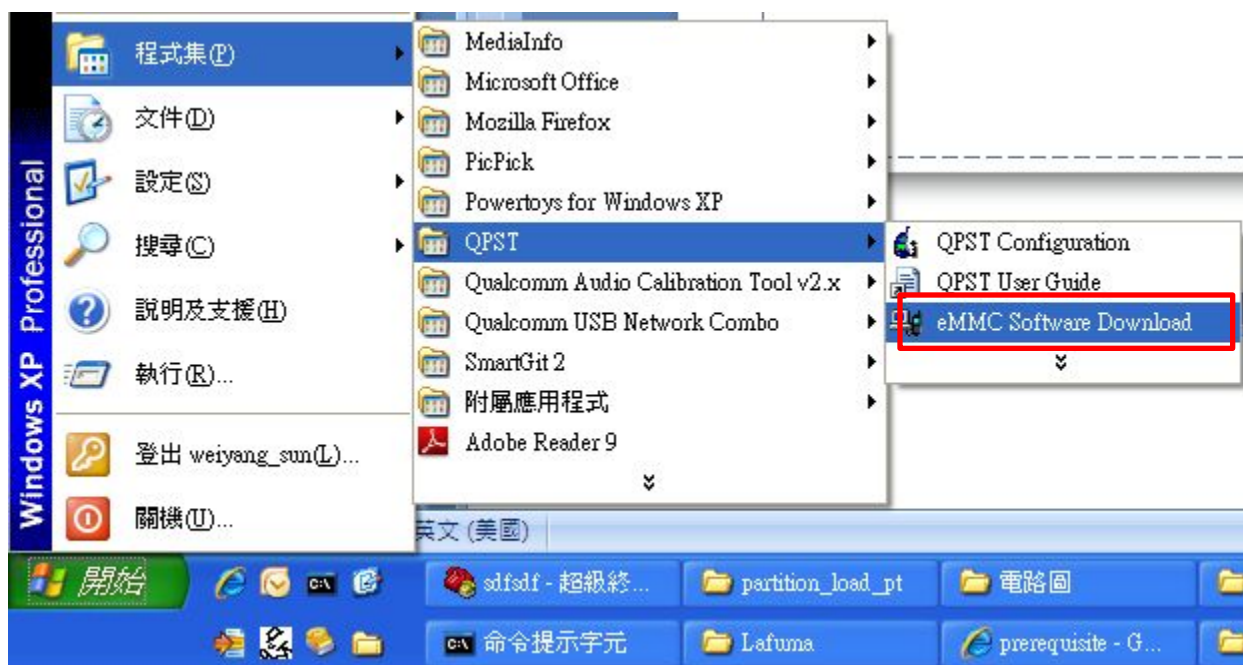 Windows XP Professional
程式集(P)
文件(D)
設定(S)
搜尋(C)
說明及支援(H)
執行(R)...
登出 weiyang_sun(L)...
關機(U)...
MediaInfo
Microsoft Office
Mozilla Firefox
PicPick
Powertoys for Windows XP
QPST
Qualcomm Audio Calibration Tool v2.x
Qualcomm USB Network Combo
SmartGit 2
附屬應用程式
Adobe Reader 9
QPST Configuration
QPST User Guide
eMMC Software Download
英文 (美國)
開始
sdfsdf - 超級終...
partition_load_pt
電路圖
命令提示字元
Lafuma
prerequisite - G...